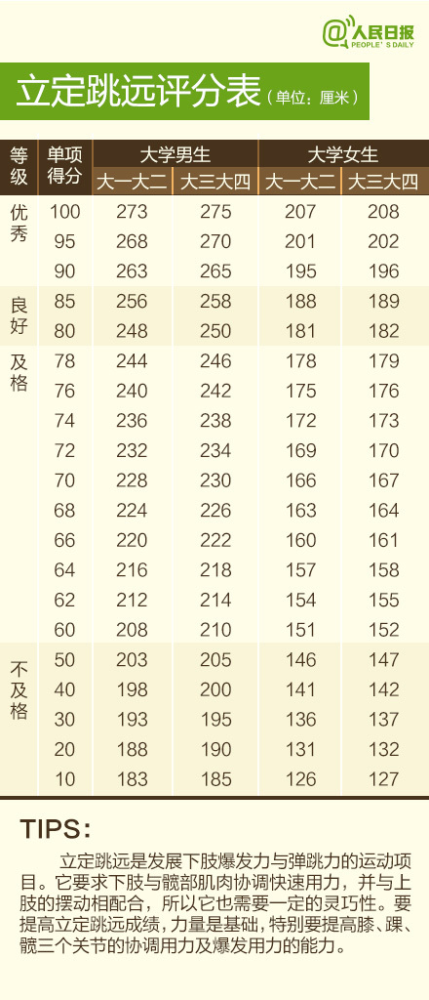 @人民日报
PEOPLE'S DAILY
立定跳远评分表（单位：厘米）
等级 单项得分 大学男生 大学女生
大一大二 大三大四 大一大二 大三大四
优秀 100 273 275 207 208
95 268 270 201 202
90 263 265 195 196
良好 85 256 258 188 189
80 248 250 181 182
及格 78 244 246 178 179
76 240 242 175 176
74 236 238 172 173
72 232 234 169 170
70 228 230 166 167
68 224 226 163 164
66 220 222 160 161
64 216 218 157 158
62 212 214 154 155
60 208 210 151 152
不及格 50 203 205 146 147
40 198 200 141 142
30 193 195 136 137
20 188 190 131 132
10 183 185 126 127
TIPS：
立定跳远是发展下肢爆发力与弹跳力的运动项
目。它要求下肢与髋部肌肉协调快速用力，并与上
肢的摆动相配合，所以它也需要一定的灵巧性。要
提高立定跳远成绩，力量是基础，特别要提高膝、踝、
髋三个关节的协调用力及爆发用力的能力。